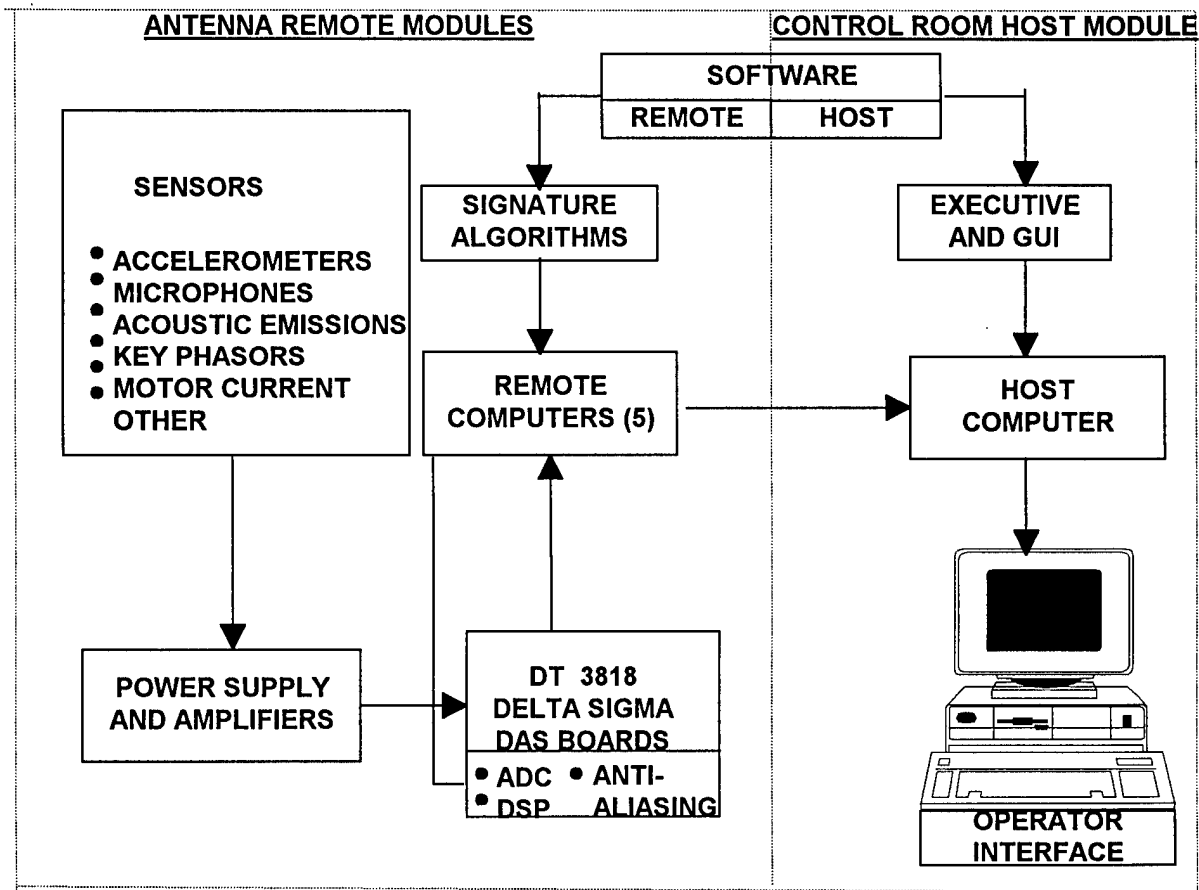 ANTENNA REMOTE MODULES
CONTROL ROOM HOST MODULE
SOFTWARE
REMOTE HOST
SENSORS
• ACCELEROMETERS
• MICROPHONES
• ACOUSTIC EMISSIONS
• KEY PHASORS
• MOTOR CURRENT
• OTHER
SIGNATURE
ALGORITHMS
EXECUTIVE
AND GUI
REMOTE
COMPUTERS (5)
HOST
COMPUTER
POWER SUPPLY
AND AMPLIFIERS
DT 3818
DELTA SIGMA
DAS BOARDS
• ADC • ANTI-
• DSP ALIASING
OPERATOR
INTERFACE